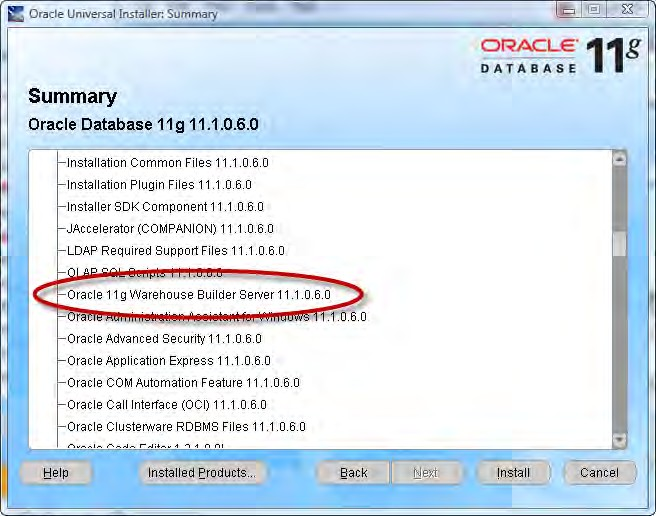 Oracle Universal Installer: Summary
ORACLE
DATABASE 11g
Summary
Oracle Database 11g 11.1.0.6.0
Installation Common Files 11.1.0.6.0
Installation Plugin Files 11.1.0.6.0
Installer SDK Component 11.1.0.6.0
JAccelerator (COMPANION) 11.1.0.6.0
LDAP Required Support Files 11.1.0.6.0
OLAP SQL Scripts 11.1.0.6.0
Oracle 11g Warehouse Builder Server 11.1.0.6.0
Oracle Administration Assistant for Windows 11.1.0.6.0
Oracle Advanced Security 11.1.0.6.0
Oracle Application Express 11.1.0.6.0
Oracle COM Automation Feature 11.1.0.6.0
Oracle Call Interface (OCI) 11.1.0.6.0
Oracle Clusterware RDBMS Files 11.1.0.6.0
Oracle Code Editor
Help Installed Products... Back Next Install Cancel